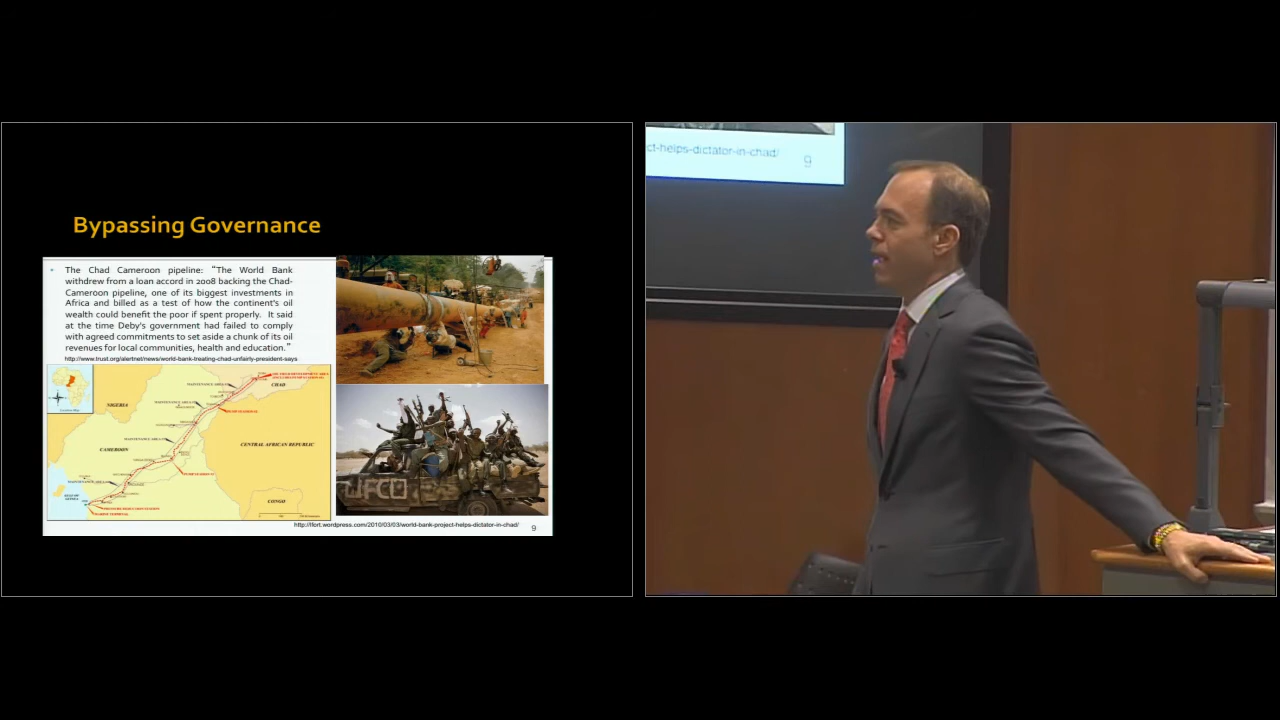 Bypassing Governance
• The Chad Cameroon pipeline: “The World Bank
withdrew from a loan accord in 2008 backing the Chad-
Cameroon pipeline, one of its biggest investments in
Africa and billed as a test of how the continent's oil
wealth could benefit the poor if spent properly. It said
at the time Deby's government had failed to comply
with agreed commitments to set aside a chunk of its oil
revenues for local communities, health and education.”
http://www.trust.org/alertnet/news/world-bank-treating-chad-unfairly-president-says
CHAD
NIGERIA
CAMEROON
CENTRAL AFRICAN REPUBLIC
CONGO
UFCD
http://lfort.wordpress.com/2010/03/03/world-bank-project-helps-dictator-in-chad/
9
ct-helps-dictator-in-chad/
9